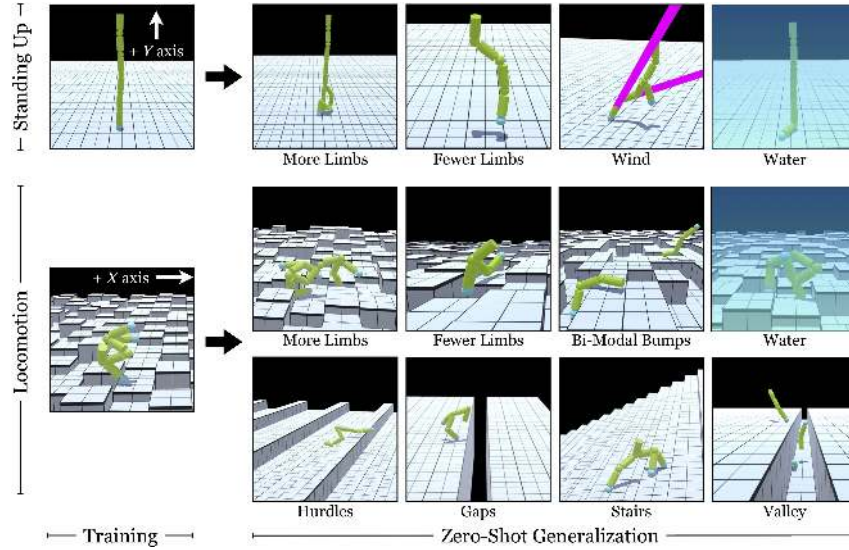 Standing Up
+ Y axis
More Limbs
Fewer Limbs
Wind
Water
Locomotion
+ X axis
More Limbs
Fewer Limbs
Bi-Modal Bumps
Water
Hurdles
Gaps
Stairs
Valley
Training
Zero-Shot Generalization